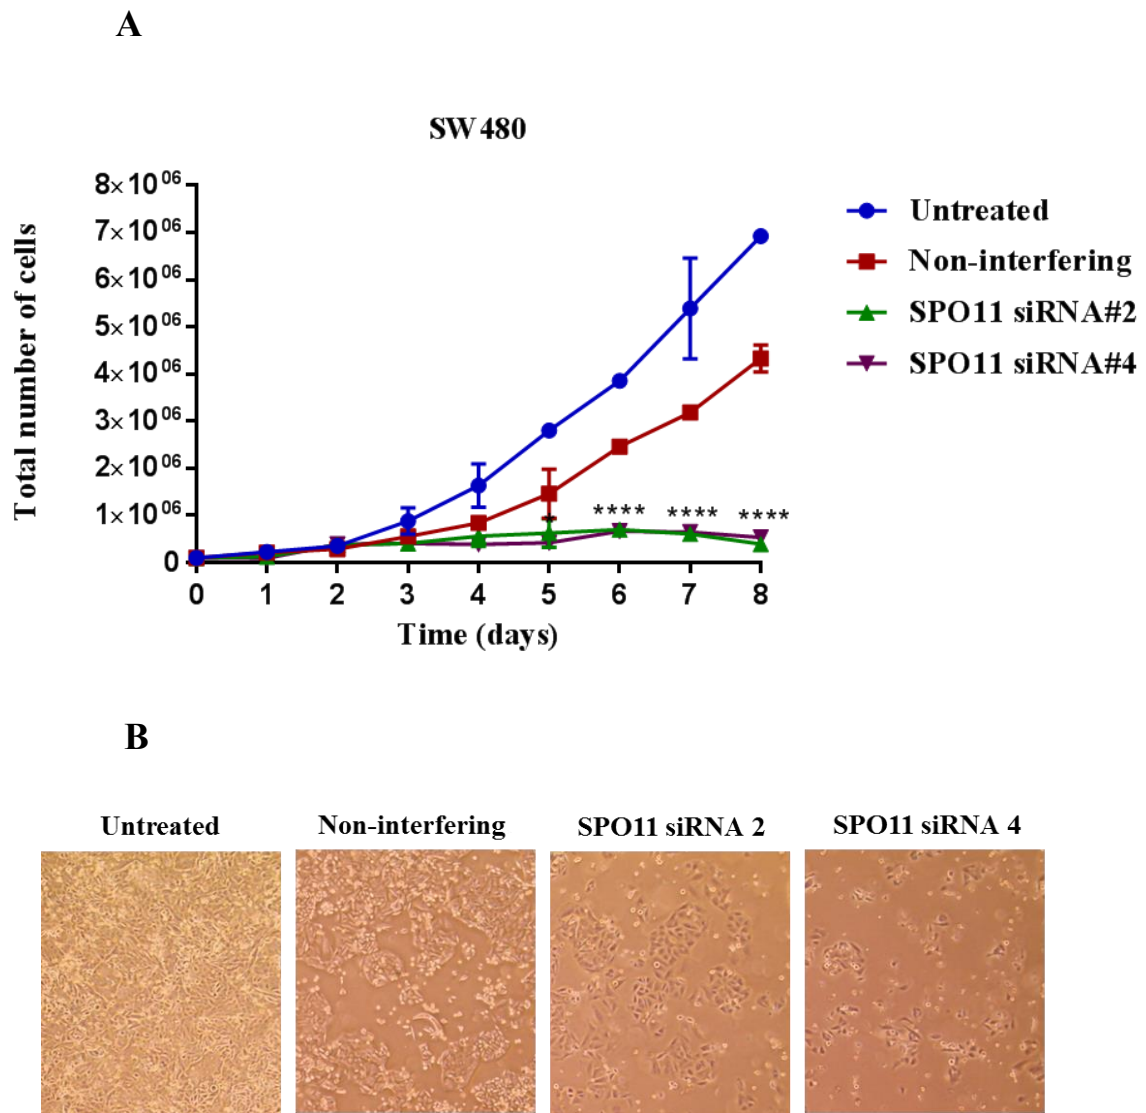 A
SW480
Total number of cells
8×10⁰⁶
7×10⁰⁶
6×10⁰⁶
5×10⁰⁶
4×10⁰⁶
3×10⁰⁶
2×10⁰⁶
1×10⁰⁶
0
Untreated
Non-interfering
SPO11 siRNA#2
SPO11 siRNA#4
* **** **** ****
0 1 2 3 4 5 6 7 8
Time (days)
B
Untreated Non-interfering SPO11 siRNA 2 SPO11 siRNA 4